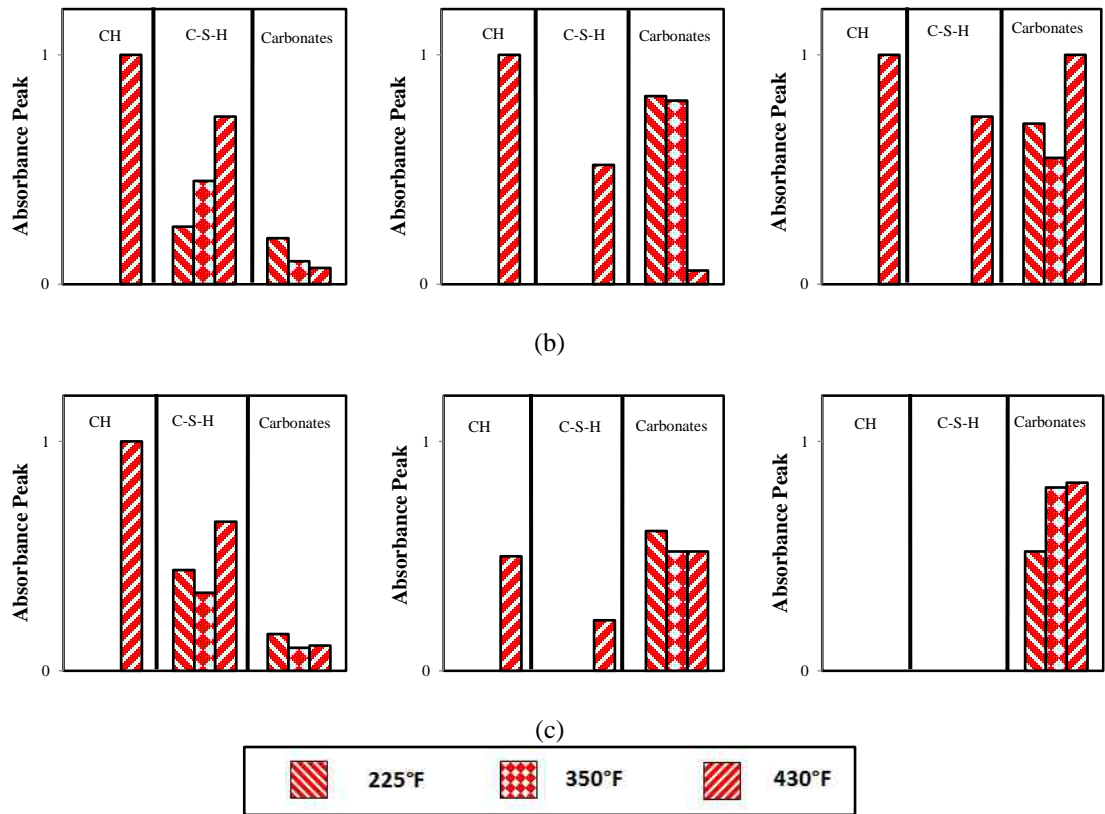 CH C-S-H Carbonates
1
Absorbance Peak
0
CH C-S-H Carbonates
1
Absorbance Peak
0
CH C-S-H Carbonates
1
Absorbance Peak
0
(b)
CH C-S-H Carbonates
1
Absorbance Peak
0
CH C-S-H Carbonates
1
Absorbance Peak
0
CH C-S-H Carbonates
1
Absorbance Peak
0
(c)
225°F 350°F 430°F